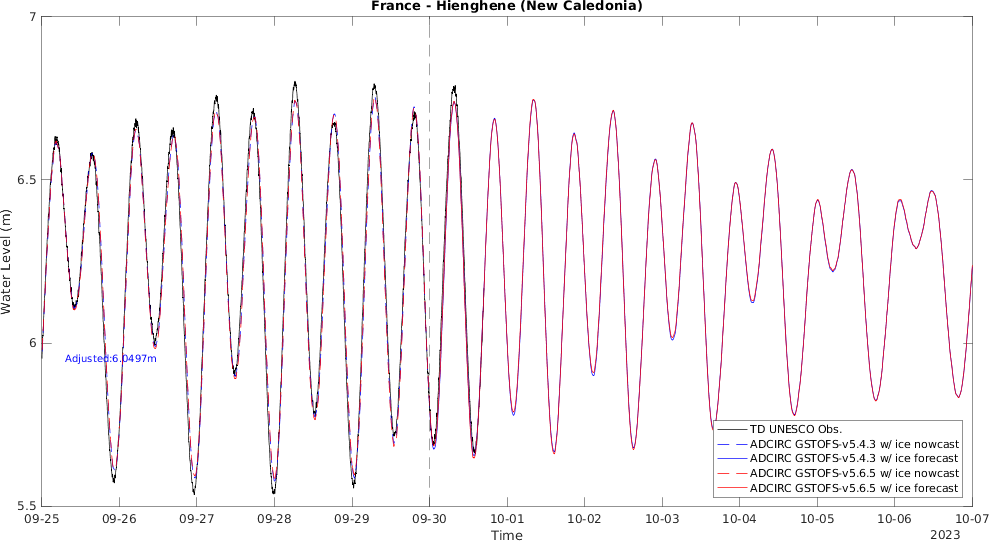 France - Hienghene (New Caledonia)
7
6.5
6
5.5
Water Level (m)
Adjusted:6.0497m
TD UNESCO Obs.
ADCIRC GSTOFS-v5.4.3 w/ ice nowcast
ADCIRC GSTOFS-v5.4.3 w/ ice forecast
ADCIRC GSTOFS-v5.6.5 w/ ice nowcast
ADCIRC GSTOFS-v5.6.5 w/ ice forecast
09-25 09-26 09-27 09-28 09-29 09-30 10-01 10-02 10-03 10-04 10-05 10-06 10-07
Time
2023